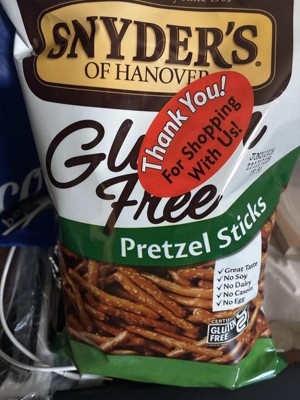 SNYDER'S
OF HANOVER
Thank You!
For Shopping
With Us!
Free
Pretzel Sticks
✓ Great Taste
✓ No Soy
✓ No Dairy
✓ No Casein
✓ No Egg
CERTIFIED
GLUTEN
FREE